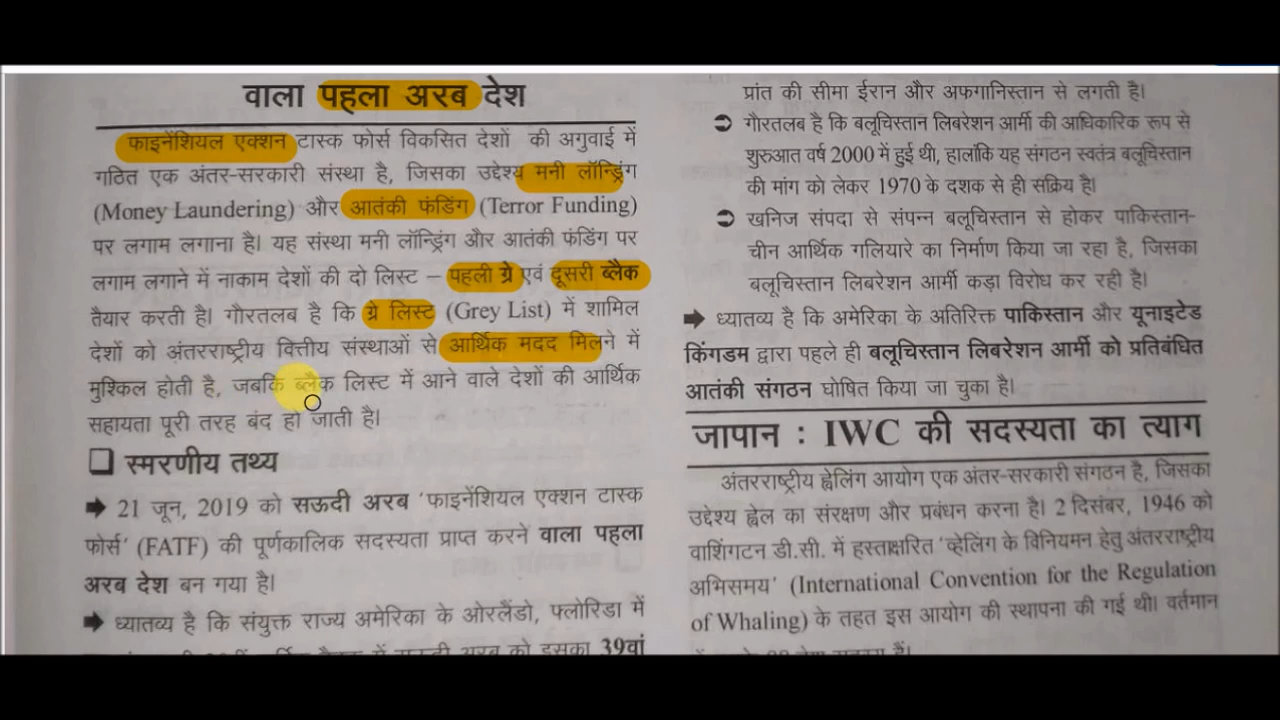 वाला पहला अरब देश
फाइनेंशियल एक्शन टास्क फोर्स विकसित देशों की अगुवाई में
गठित एक अंतर-सरकारी संस्था है, जिसका उद्देश्य मनी लॉन्ड्रिंग
(Money Laundering) और आतंकी फंडिंग (Terror Funding)
पर लगाम लगाना है। यह संस्था मनी लॉन्ड्रिंग और आतंकी फंडिंग पर
लगाम लगाने में नाकाम देशों की दो लिस्ट – पहली ग्रे एवं दूसरी ब्लैक
तैयार करती है। गौरतलब है कि ग्रे लिस्ट (Grey List) में शामिल
देशों को अंतरराष्ट्रीय वित्तीय संस्थाओं से आर्थिक मदद मिलने में
मुश्किल होती है, जबकि ब्लैक लिस्ट में आने वाले देशों की आर्थिक
सहायता पूरी तरह बंद हो जाती है।
❑ स्मरणीय तथ्य
➡ 21 जून, 2019 को सऊदी अरब 'फाइनेंशियल एक्शन टास्क
फोर्स' (FATF) की पूर्णकालिक सदस्यता प्राप्त करने वाला पहला
अरब देश बन गया है।
➡ ध्यातव्य है कि संयुक्त राज्य अमेरिका के ओरलैंडो, फ्लोरिडा में
में सऊदी अरब को इसका 39वां
प्रांत की सीमा ईरान और अफगानिस्तान से लगती है।
➲ गौरतलब है कि बलूचिस्तान लिबरेशन आर्मी की आधिकारिक रूप से
शुरुआत वर्ष 2000 में हुई थी, हालांकि यह संगठन स्वतंत्र बलूचिस्तान
की मांग को लेकर 1970 के दशक से ही सक्रिय है।
➲ खनिज संपदा से संपन्न बलूचिस्तान से होकर पाकिस्तान-
चीन आर्थिक गलियारे का निर्माण किया जा रहा है, जिसका
बलूचिस्तान लिबरेशन आर्मी कड़ा विरोध कर रही है।
➡ ध्यातव्य है कि अमेरिका के अतिरिक्त पाकिस्तान और यूनाइटेड
किंगडम द्वारा पहले ही बलूचिस्तान लिबरेशन आर्मी को प्रतिबंधित
आतंकी संगठन घोषित किया जा चुका है।
जापान : IWC की सदस्यता का त्याग
अंतरराष्ट्रीय ह्वेलिंग आयोग एक अंतर-सरकारी संगठन है, जिसका
उद्देश्य ह्वेल का संरक्षण और प्रबंधन करना है। 2 दिसंबर, 1946 को
वाशिंगटन डी.सी. में हस्ताक्षरित 'व्हेलिंग के विनियमन हेतु अंतरराष्ट्रीय
अभिसमय' (International Convention for the Regulation
of Whaling) के तहत इस आयोग की स्थापना की गई थी। वर्तमान